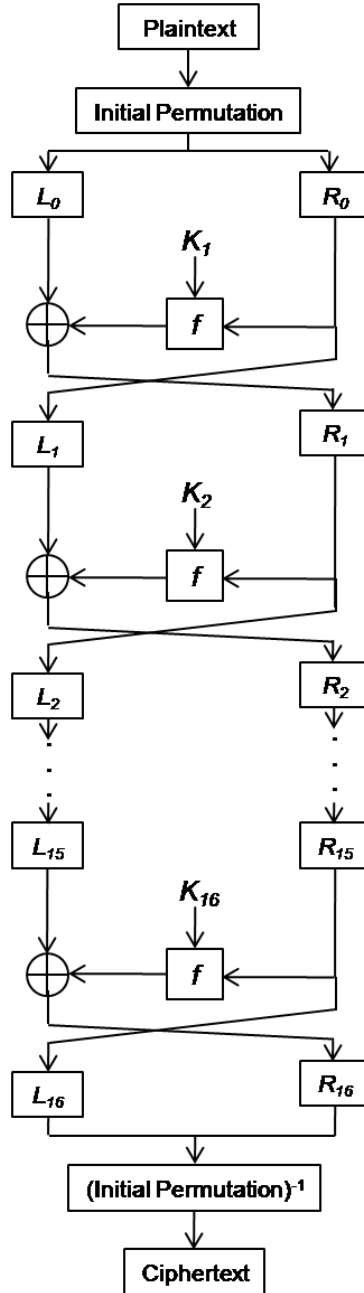 Plaintext
Initial Permutation
L₀ R₀
K₁
f
L₁ R₁
K₂
f
L₂ R₂
. .
. .
. .
L₁₅ R₁₅
K₁₆
f
L₁₆ R₁₆
(Initial Permutation)⁻¹
Ciphertext